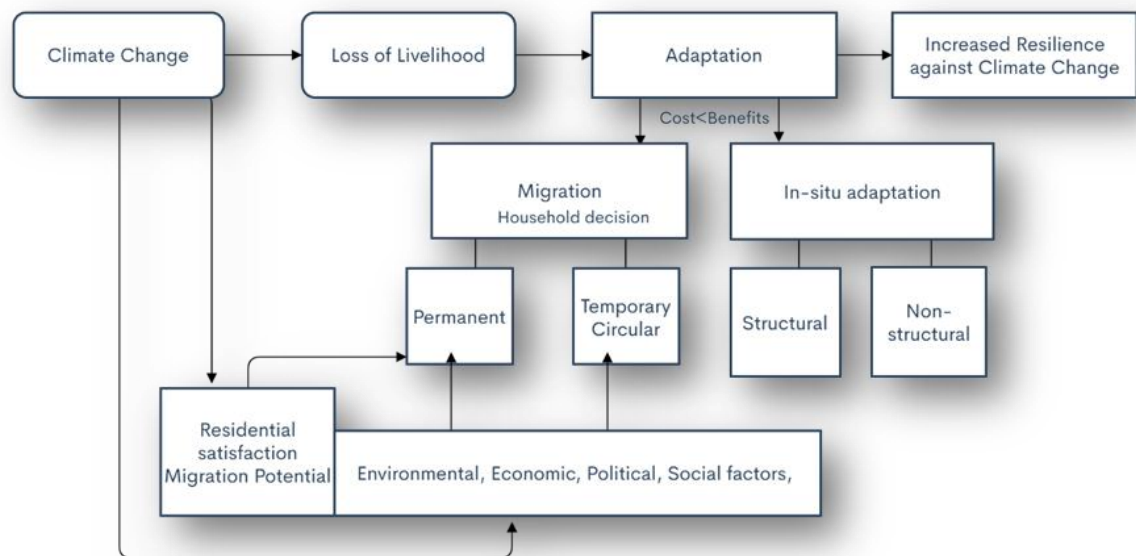 Climate Change
Loss of Livelihood
Adaptation
Increased Resilience
against Climate Change
Cost<Benefits
Migration
Household decision
In-situ adaptation
Permanent
Temporary
Circular
Structural
Non-
structural
Residential
satisfaction
Migration Potential
Environmental, Economic, Political, Social factors,